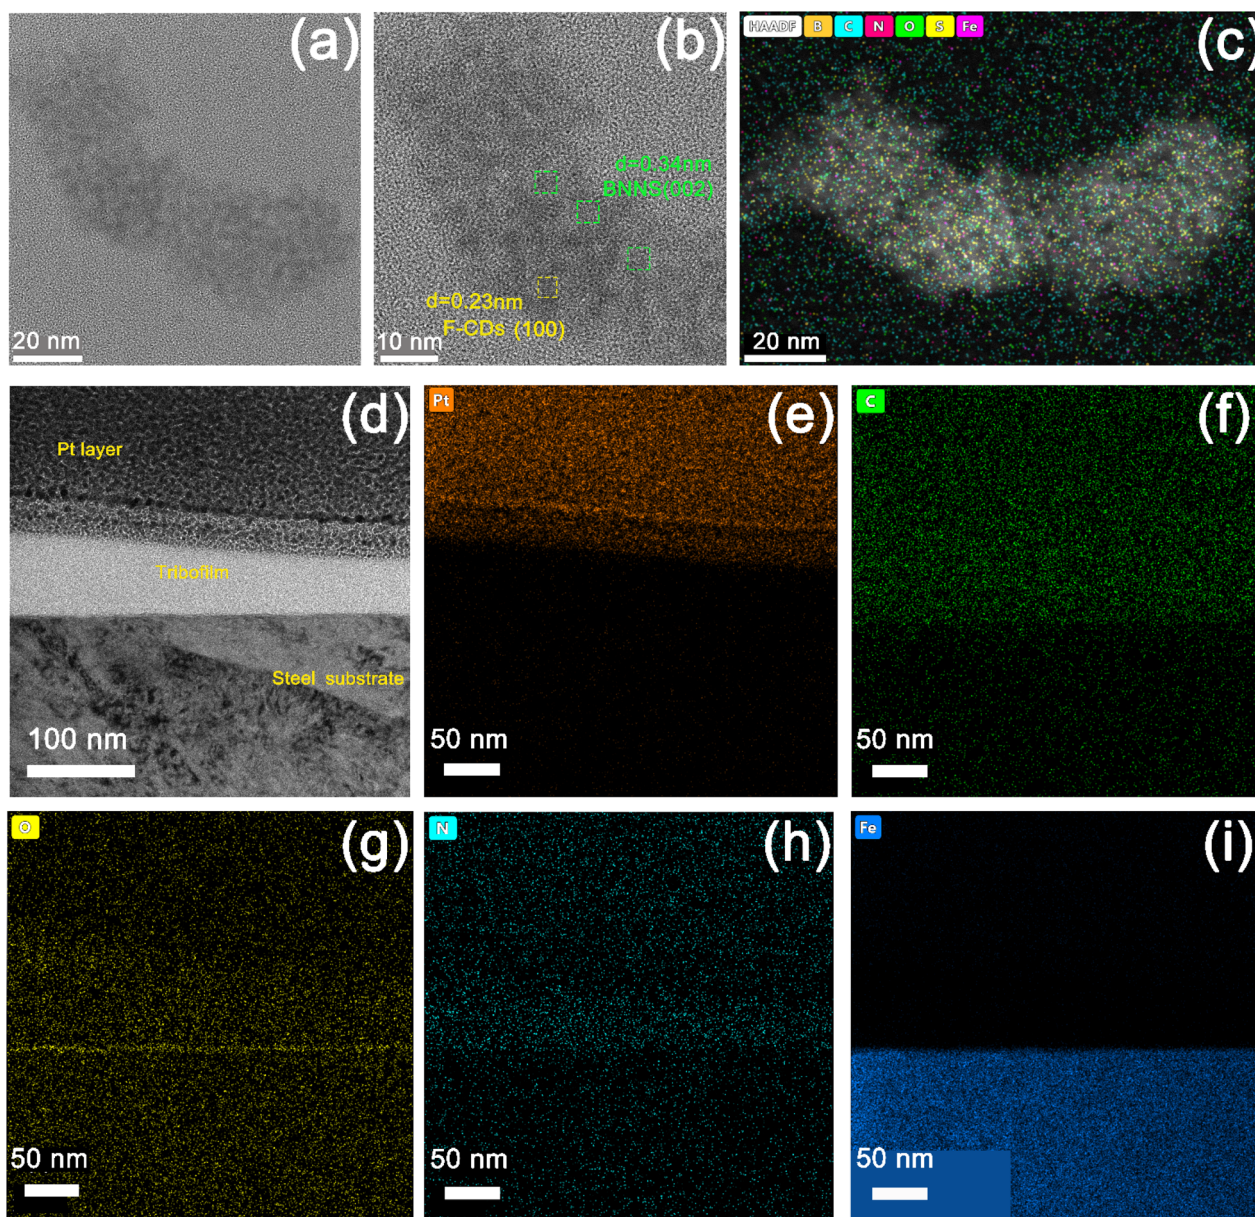 (a)
20 nm
(b)
d=0.34nm
BNNS(002)
d=0.23nm
F-CDs (100)
10 nm
HAADF B C N O S Fe
(c)
20 nm
(d)
Pt layer
Tribofilm
Steel substrate
100 nm
Pt
(e)
50 nm
C
(f)
50 nm
O
(g)
50 nm
N
(h)
50 nm
Fe
(i)
50 nm